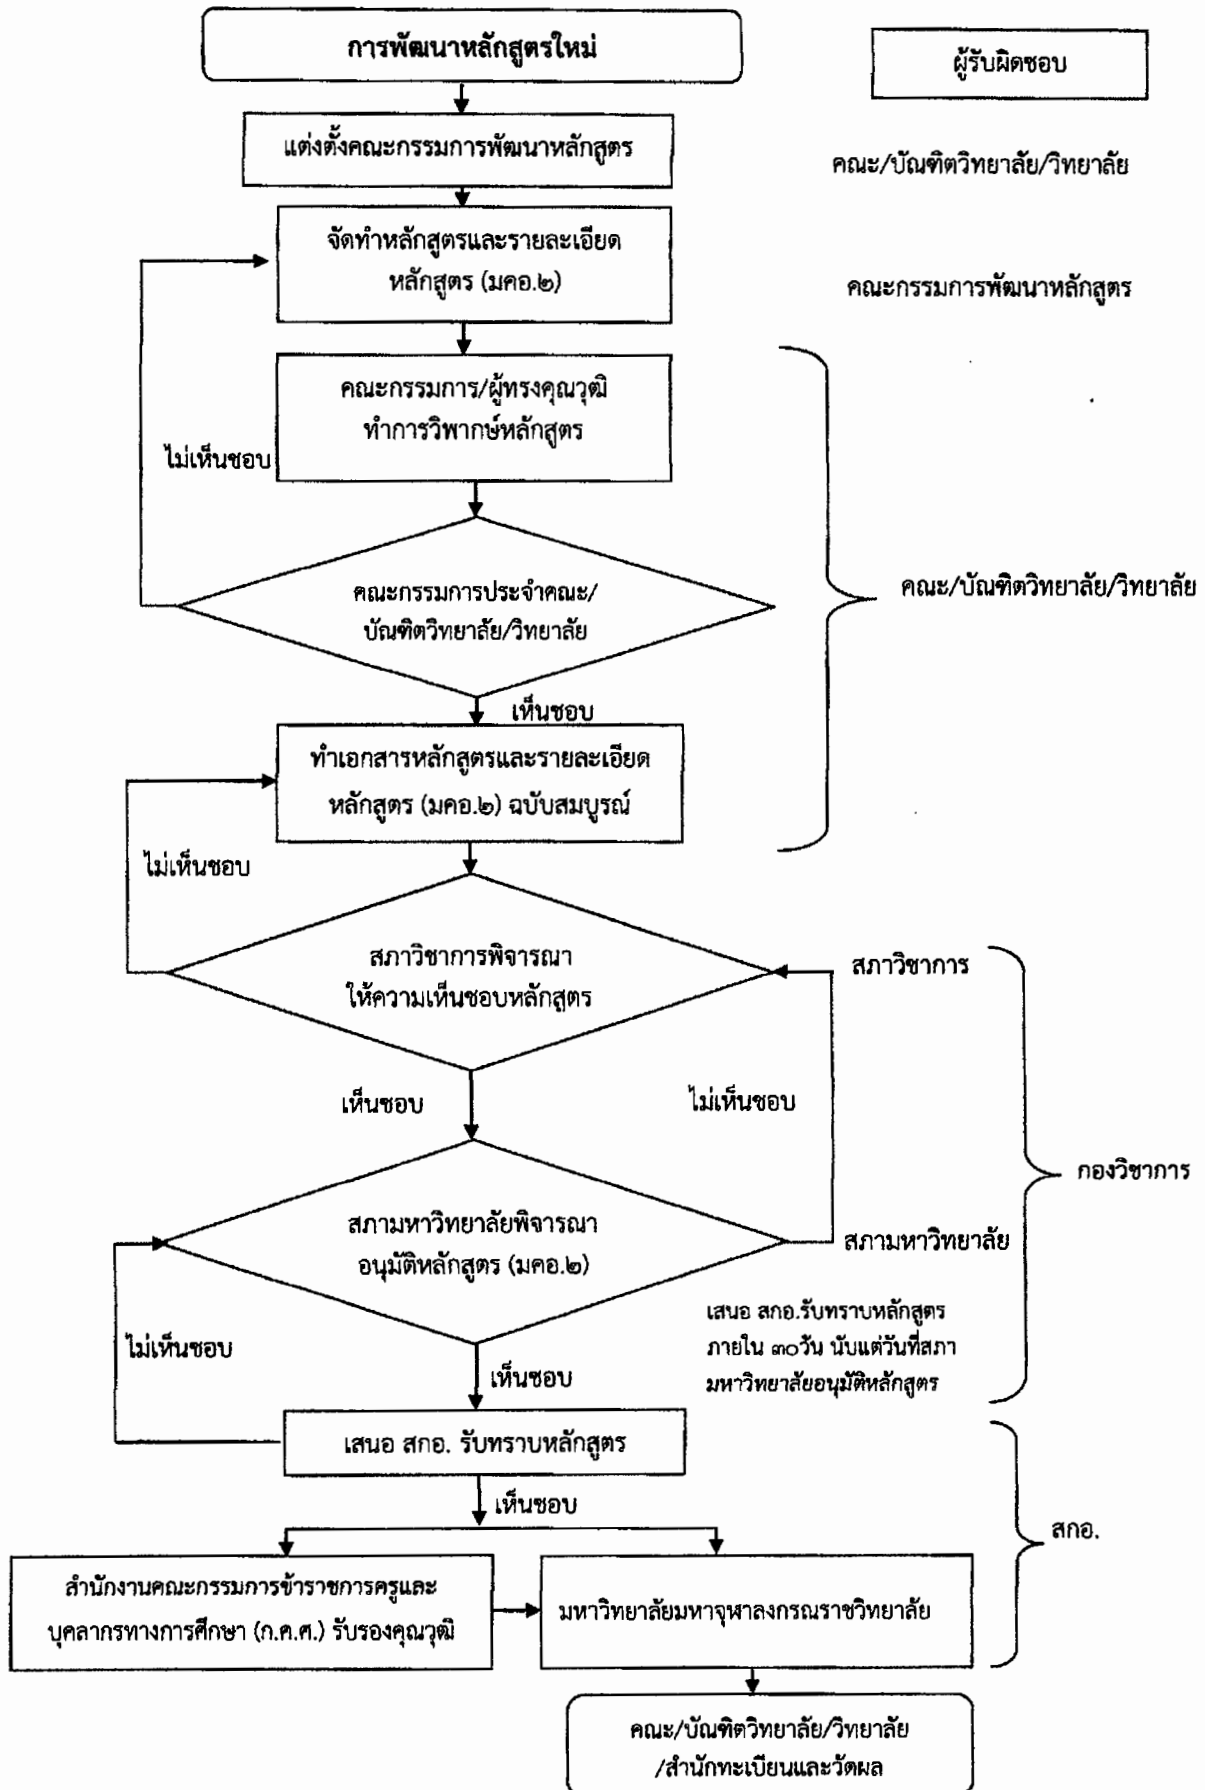 การพัฒนาหลักสูตรใหม่
ผู้รับผิดชอบ
แต่งตั้งคณะกรรมการพัฒนาหลักสูตร
คณะ/บัณฑิตวิทยาลัย/วิทยาลัย
จัดทำหลักสูตรและรายละเอียด
หลักสูตร (มคอ.๒)
คณะกรรมการพัฒนาหลักสูตร
คณะกรรมการ/ผู้ทรงคุณวุฒิ
ทำการวิพากษ์หลักสูตร
ไม่เห็นชอบ
คณะกรรมการประจำคณะ/
บัณฑิตวิทยาลัย/วิทยาลัย
คณะ/บัณฑิตวิทยาลัย/วิทยาลัย
เห็นชอบ
ทำเอกสารหลักสูตรและรายละเอียด
หลักสูตร (มคอ.๒) ฉบับสมบูรณ์
ไม่เห็นชอบ
สภาวิชาการพิจารณา
ให้ความเห็นชอบหลักสูตร
สภาวิชาการ
เห็นชอบ
ไม่เห็นชอบ
กองวิชาการ
สภามหาวิทยาลัยพิจารณา
อนุมัติหลักสูตร (มคอ.๒)
สภามหาวิทยาลัย
เสนอ สกอ.รับทราบหลักสูตร
ภายใน ๓๐วัน นับแต่วันที่สภา
มหาวิทยาลัยอนุมัติหลักสูตร
ไม่เห็นชอบ
เห็นชอบ
เสนอ สกอ. รับทราบหลักสูตร
เห็นชอบ
สกอ.
สำนักงานคณะกรรมการข้าราชการครูและ
บุคลากรทางการศึกษา (ก.ค.ศ.) รับรองคุณวุฒิ
มหาวิทยาลัยมหาจุฬาลงกรณราชวิทยาลัย
คณะ/บัณฑิตวิทยาลัย/วิทยาลัย
/สำนักทะเบียนและวัดผล